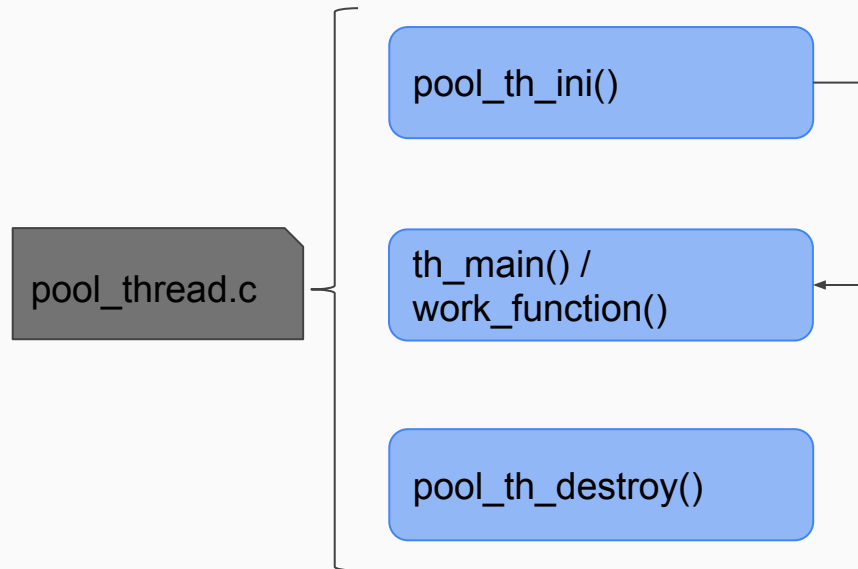 pool_th_ini()
pool_thread.c
th_main() /
work_function()
pool_th_destroy()